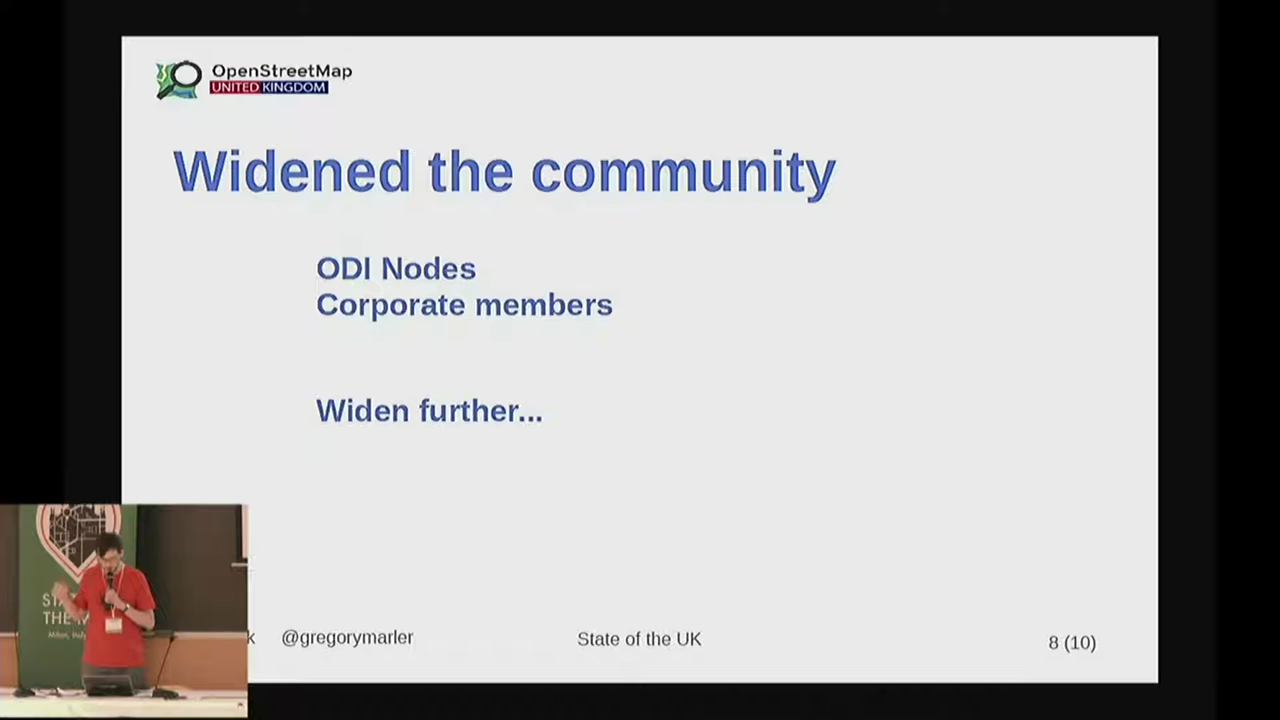 OpenStreetMap
UNITED KINGDOM
Widened the community
ODI Nodes
Corporate members
Widen further...
@gregorymarler
State of the UK
8 (10)